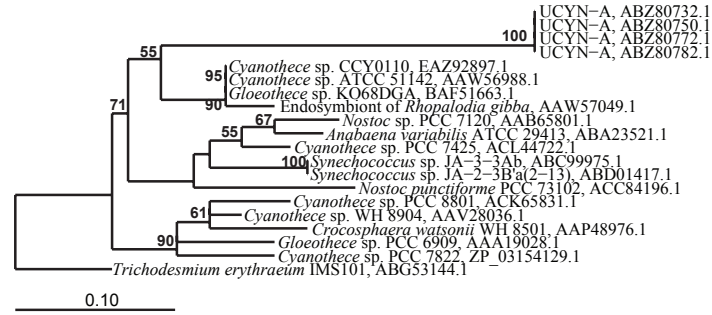 UCYN−A, ABZ80732.1
UCYN−A, ABZ80750.1
100
UCYN−A, ABZ80772.1
UCYN−A, ABZ80782.1
55
Cyanothece sp. CCY0110, EAZ92897.1
95
Cyanothece sp. ATCC 51142, AAW56988.1
Gloeothece sp. KQ68DGA, BAF51663.1
90
Endosymbiont of Rhopalodia gibba, AAW57049.1
71
67
Nostoc sp. PCC 7120, AAB65801.1
55
Anabaena variabilis ATCC 29413, ABA23521.1
Cyanothece sp. PCC 7425, ACL44722.1
100
Synechococcus sp. JA−3−3Ab, ABC99975.1
Synechococcus sp. JA−2−3B'a(2−13), ABD01417.1
Nostoc punctiforme PCC 73102, ACC84196.1
Cyanothece sp. PCC 8801, ACK65831.1
61
Cyanothece sp. WH 8904, AAV28036.1
Crocosphaera watsonii WH 8501, AAP48976.1
90
Gloeothece sp. PCC 6909, AAA19028.1
Cyanothece sp. PCC 7822, ZP_03154129.1
Trichodesmium erythraeum IMS101, ABG53144.1
0.10